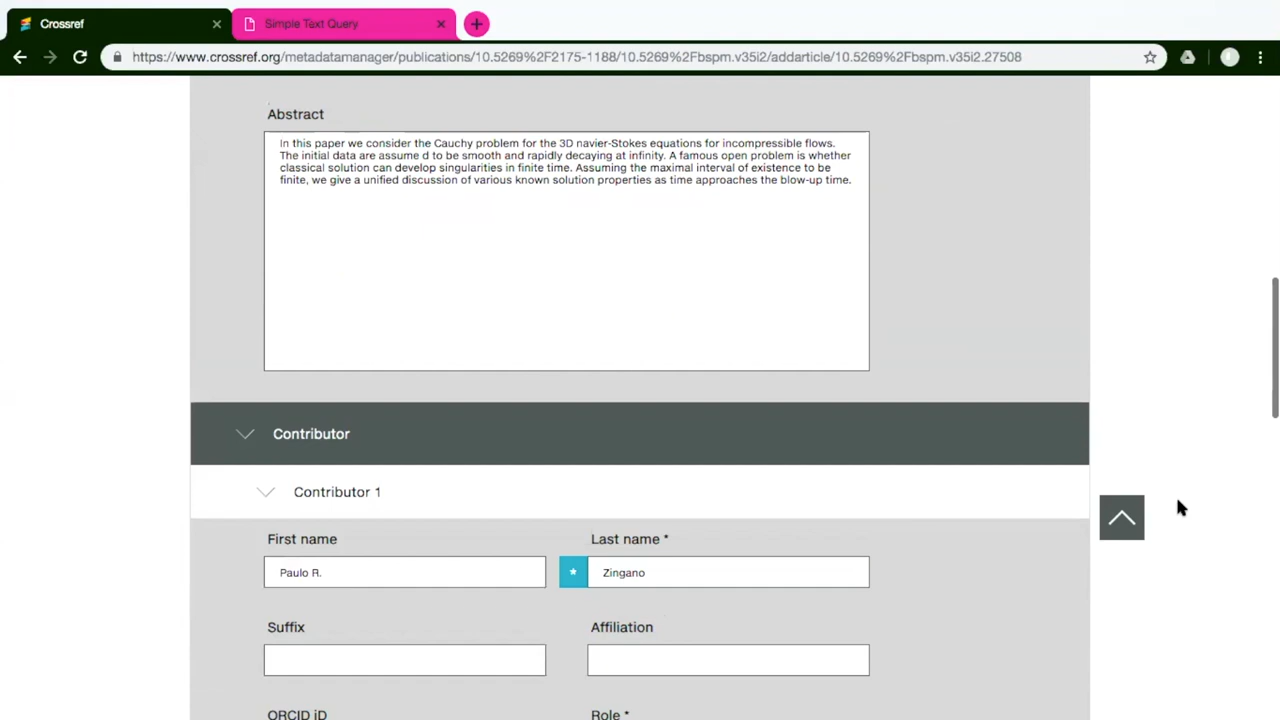 Crossref
Simple Text Query
https://www.crossref.org/metadatamanager/publications/10.5269%2F2175-1188/10.5269%2Fbspm.v35i2/addarticle/10.5269%2Fbspm.v35i2.27508
Abstract
In this paper we consider the Cauchy problem for the 3D navier-Stokes equations for incompressible flows.
The initial data are assume d to be smooth and rapidly decaying at infinity. A famous open problem is whether
classical solution can develop singularities in finite time. Assuming the maximal interval of existence to be
finite, we give a unified discussion of various known solution properties as time approaches the blow-up time.
Contributor
Contributor 1
First name
Last name *
Paulo R.
* Zingano
Suffix
Affiliation
ORCID iD
Role *